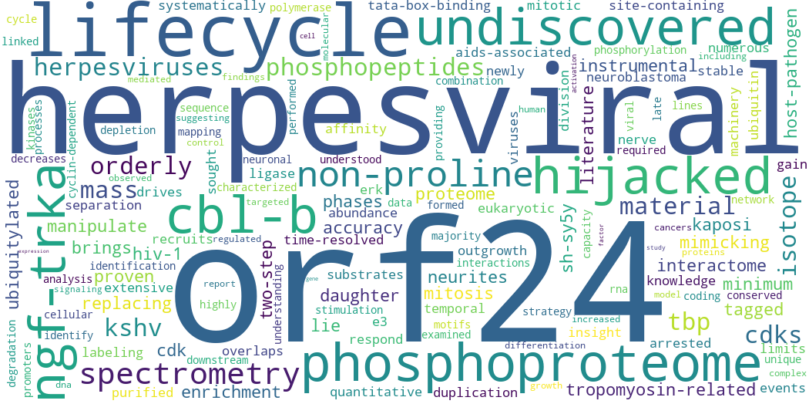 systematically polymerase tata-box-binding mitotic site-containing
cycle lifecycle undiscovered
linked cell molecular aids-associated phosphorylation numerous including
herpesviruses phosphopeptides newly instrumental stable
mediated findings combination neuroblastoma
herpesviral
kinases processes cyclin-dependent sequence suggesting performed providing viruses division activation literature viral late lines machinery ubiquitin host-pathogen
depletion mapping control affinity human nerve
decreases neuronal understood required gain
orderly sought ligase non-proline hijacked
observed characterized targeted erk proteome network
ubiquitylated ngf-trka mass drives cbl-b phases data material isotope
separation abundance formed eukaryotic sh-sy5y capacity factor cancers
manipulate recruits regulated accuracy majority kaposi
expression brings hiv-1 time-resolved outgrowth interactions mimicking study
identification two-step understanding orf24 interactome proteins
analysis proven report substrates neurites knowledge
signaling extensive gene daughter mitosis rna model coding conserved minimum
replacing highly stimulation e3 temporal strategy tbp tagged
cellular kshv lie motifs increased insight
degradation promoters identify respond examined differentiation arrested cdks
labeling cdk overlaps downstream phosphoproteome limits
dna spectrometry unique complex
purified enrichment quantitative duplication growth tropomyosin-related events